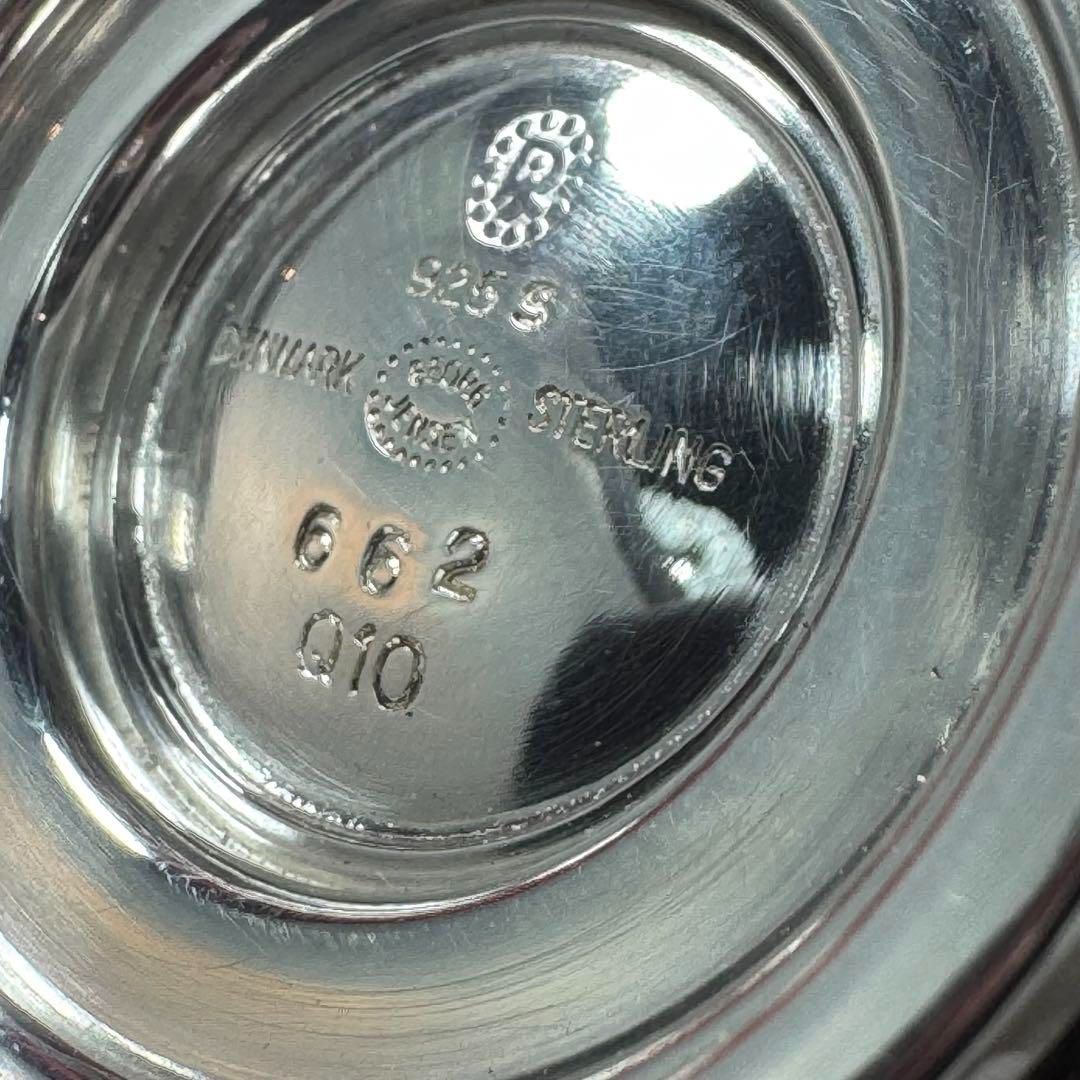 925 S
DENMARK GEORG JENSEN STERLING
662
Q10